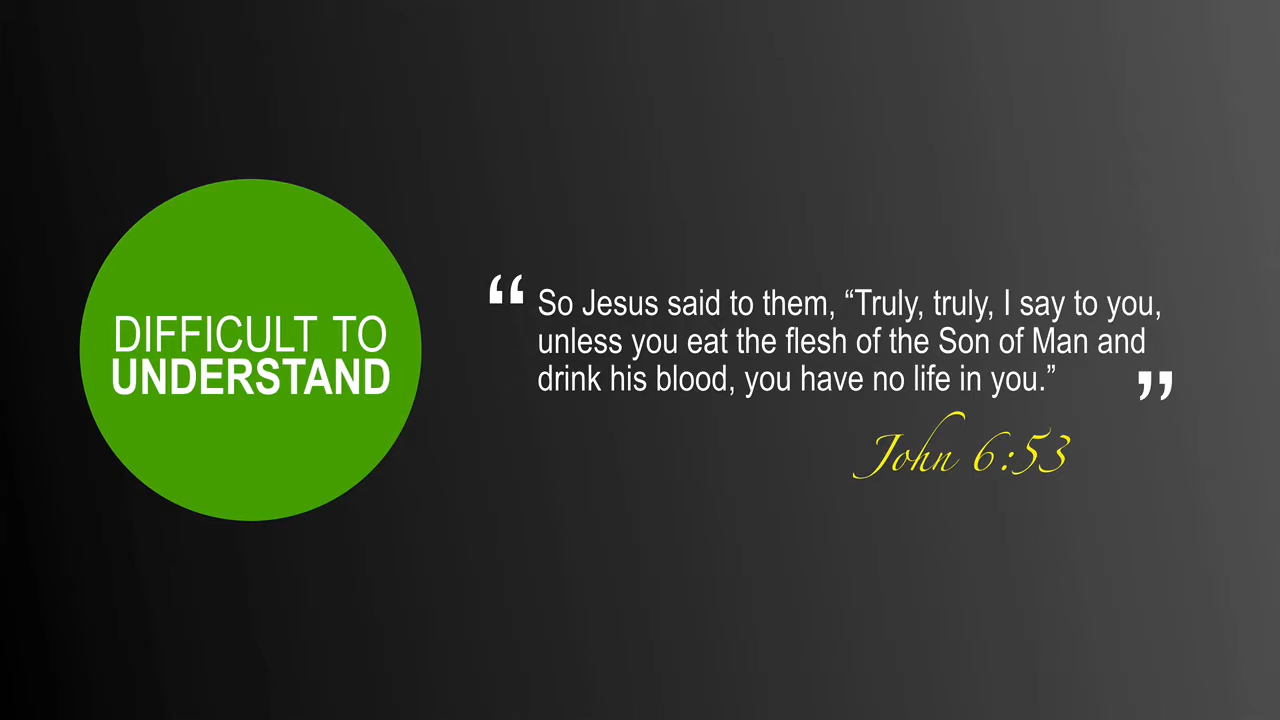 DIFFICULT TO
UNDERSTAND
“ So Jesus said to them, “Truly, truly, I say to you,
unless you eat the flesh of the Son of Man and
drink his blood, you have no life in you.” ”
John 6:53